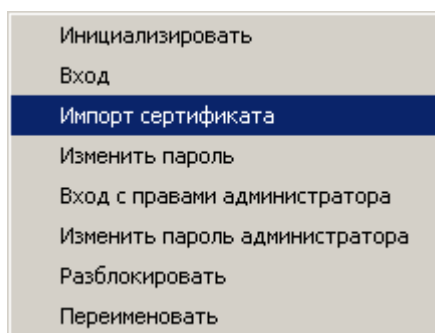 Инициализировать
Вход
Импорт сертификата
Изменить пароль
Вход с правами администратора
Изменить пароль администратора
Разблокировать
Переименовать